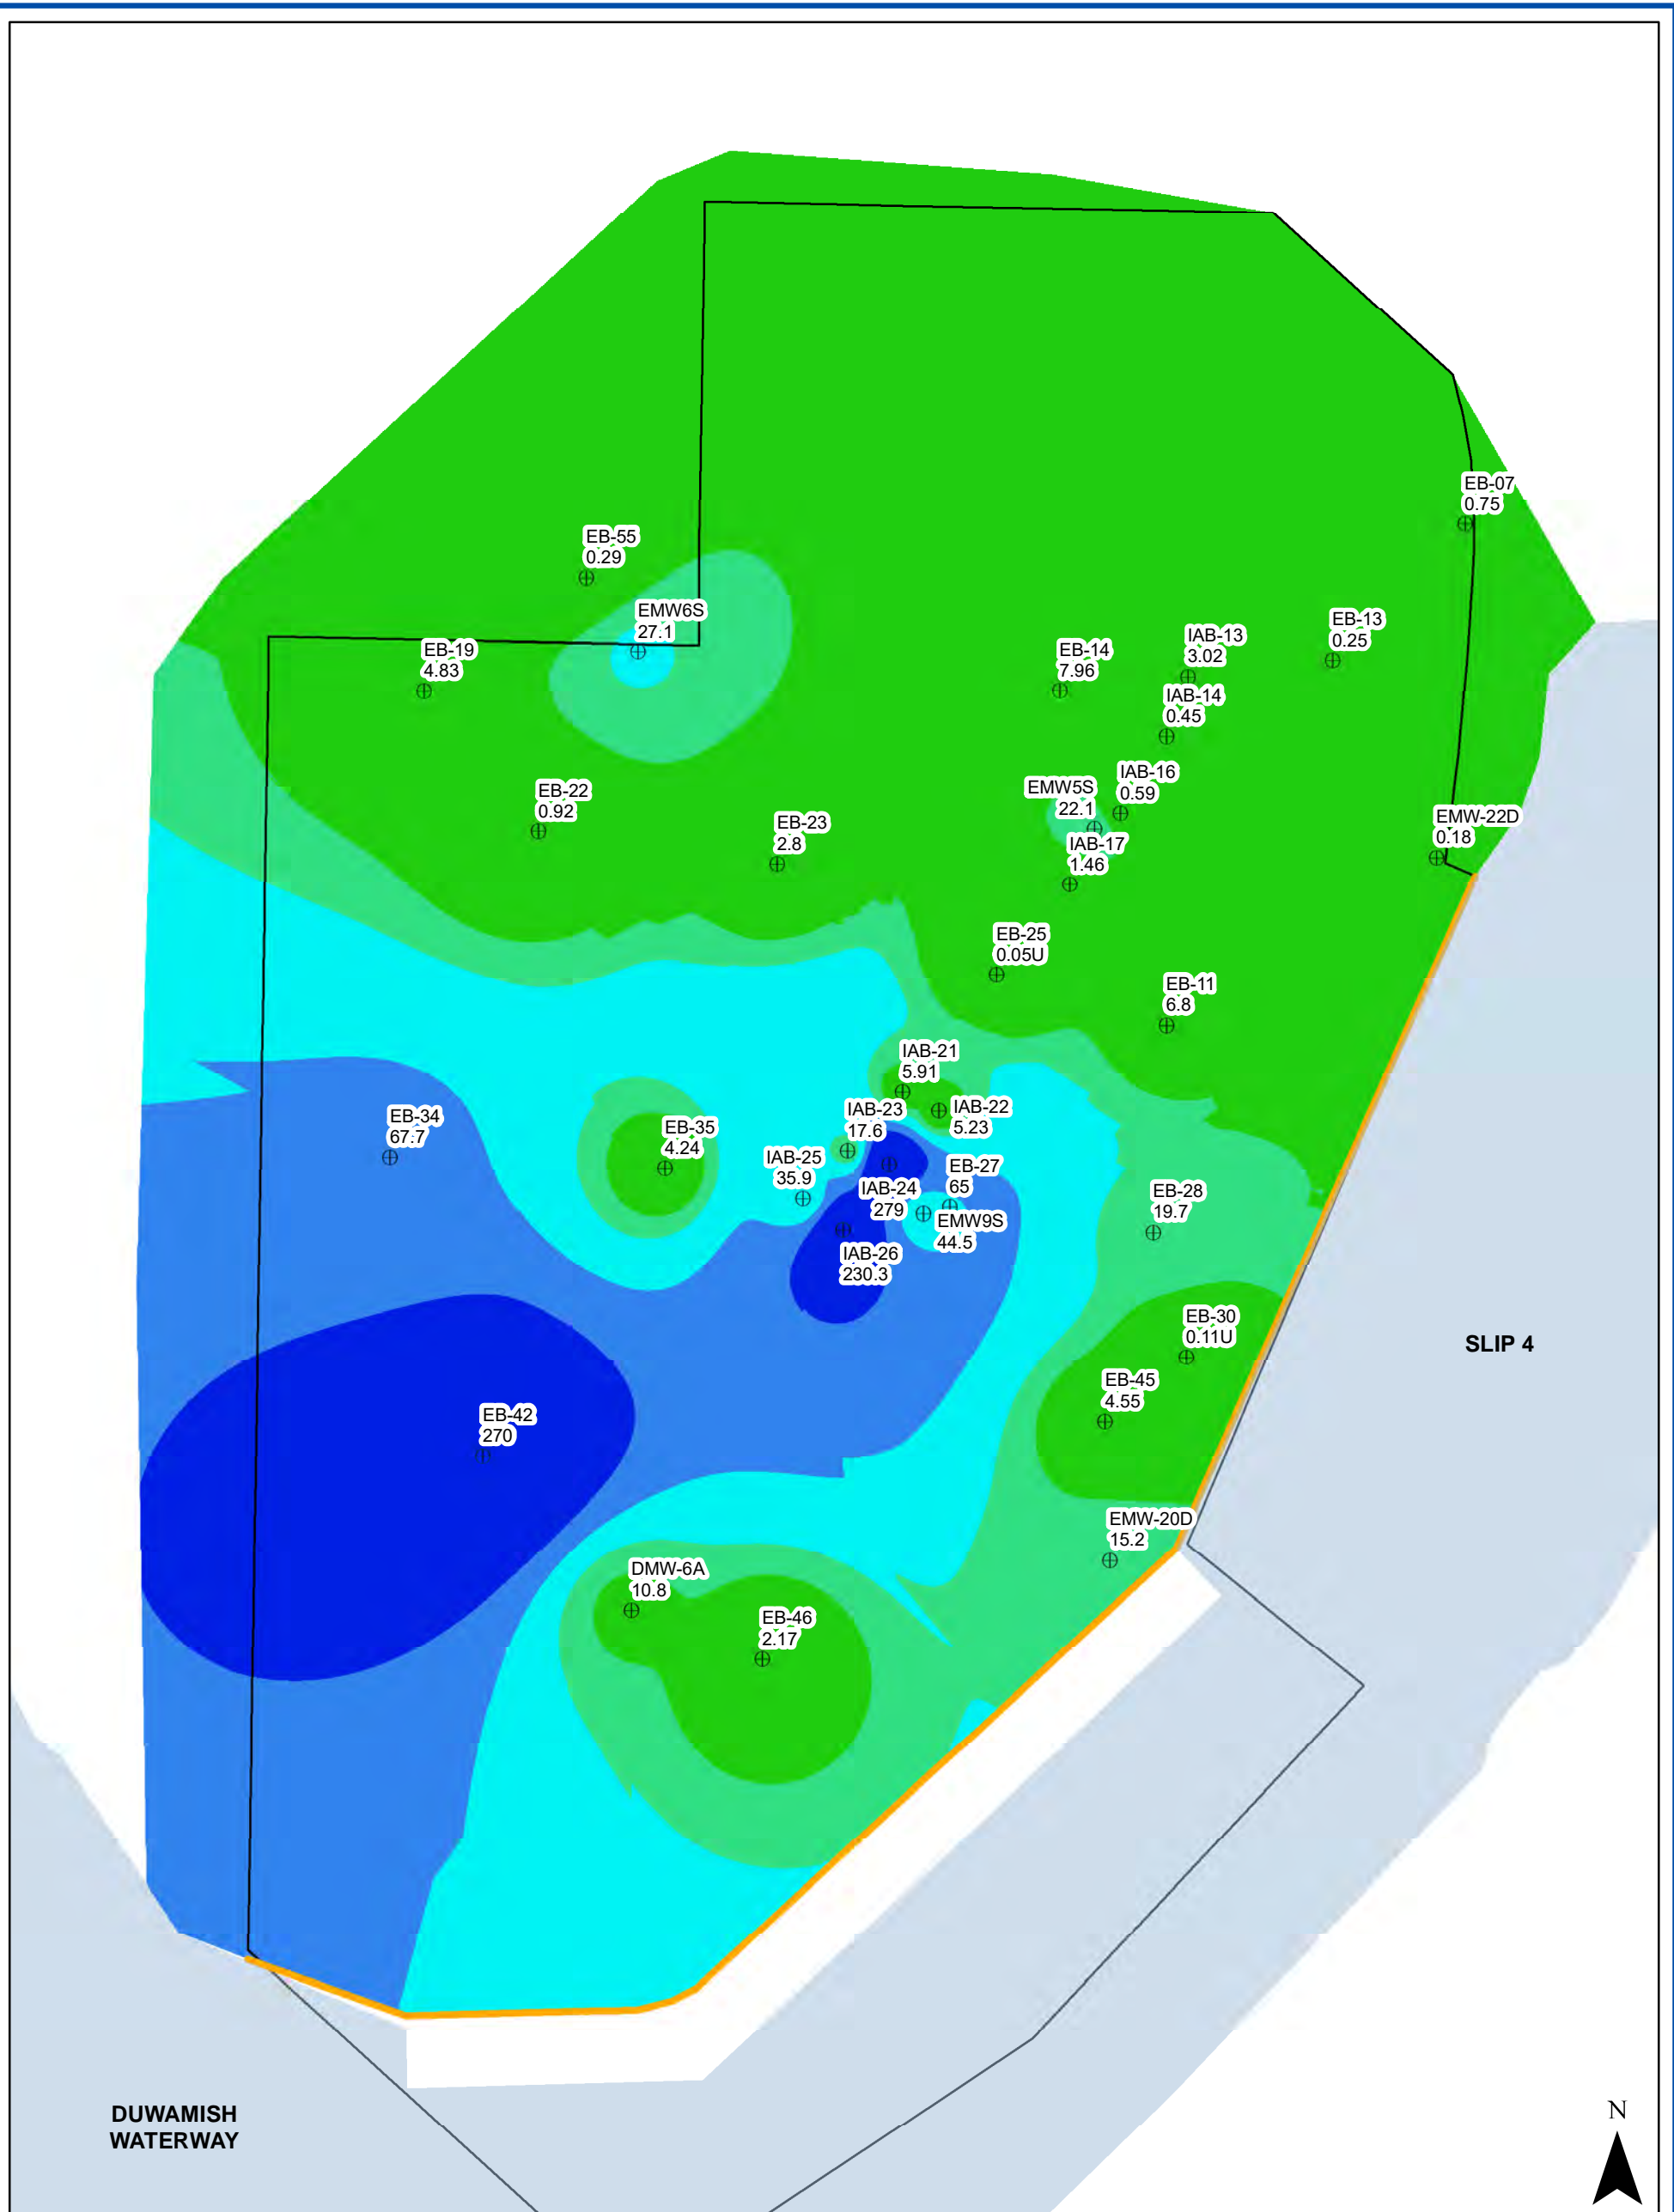 EB-07
0.75
EB-55
0.29
EMW6S
27.1
EB-13
0.25
IAB-13
3.02
EB-19
4.83
EB-14
7.96
IAB-14
0.45
IAB-16
0.59
EMW5S
22.1
EB-22
0.92
EB-23
2.8
EMW-22D
0.18
IAB-17
1.46
EB-25
0.05U
EB-11
6.8
IAB-21
5.91
IAB-22
5.23
IAB-23
17.6
EB-34
67.7
EB-35
4.24
IAB-25
35.9
EB-27
65
IAB-24
279
EB-28
19.7
EMW9S
44.5
IAB-26
230.3
EB-30
0.11U
SLIP 4
EB-45
4.55
EB-42
270
EMW-20D
15.2
DMW-6A
10.8
EB-46
2.17
DUWAMISH
WATERWAY
N